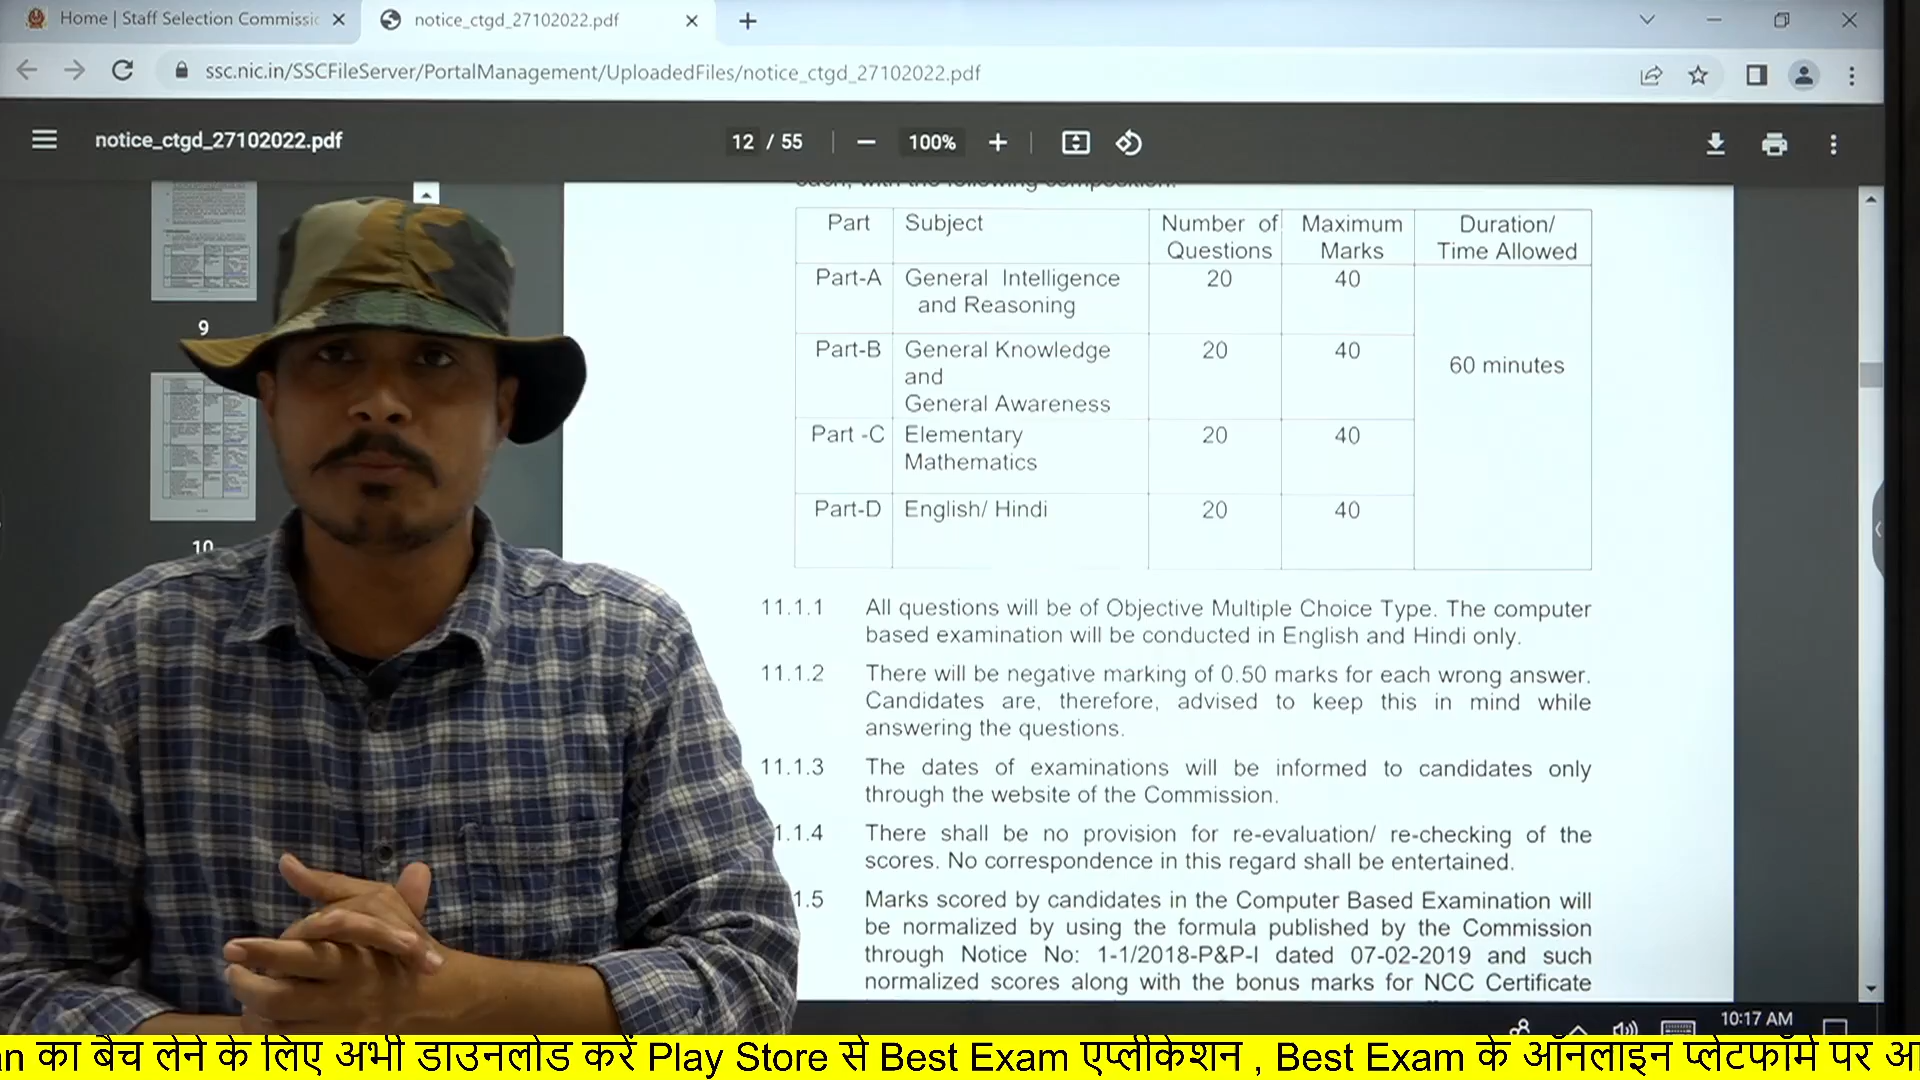 Home | Staff Selection Commissio
notice_ctgd_27102022.pdf
ssc.nic.in/SSCFileServer/PortalManagement/UploadedFiles/notice_ctgd_27102022.pdf
notice_ctgd_27102022.pdf
12 / 55
100%
9
10
Part Subject Number of Questions Maximum Marks Duration/ Time Allowed
Part-A General Intelligence and Reasoning 20 40
Part-B General Knowledge and General Awareness 20 40
60 minutes
Part -C Elementary Mathematics 20 40
Part-D English/ Hindi 20 40
11.1.1 All questions will be of Objective Multiple Choice Type. The computer
based examination will be conducted in English and Hindi only.
11.1.2 There will be negative marking of 0.50 marks for each wrong answer.
Candidates are, therefore, advised to keep this in mind while
answering the questions.
11.1.3 The dates of examinations will be informed to candidates only
through the website of the Commission.
1.1.4 There shall be no provision for re-evaluation/ re-checking of the
scores. No correspondence in this regard shall be entertained.
1.5 Marks scored by candidates in the Computer Based Examination will
be normalized by using the formula published by the Commission
through Notice No: 1-1/2018-P&P-I dated 07-02-2019 and such
normalized scores along with the bonus marks for NCC Certificate
10:17 AM
an का बैच लेने के लिए अभी डाउनलोड करें Play Store से Best Exam एप्लीकेशन , Best Exam के ऑनलाइन प्लेटफॉर्म पर आ